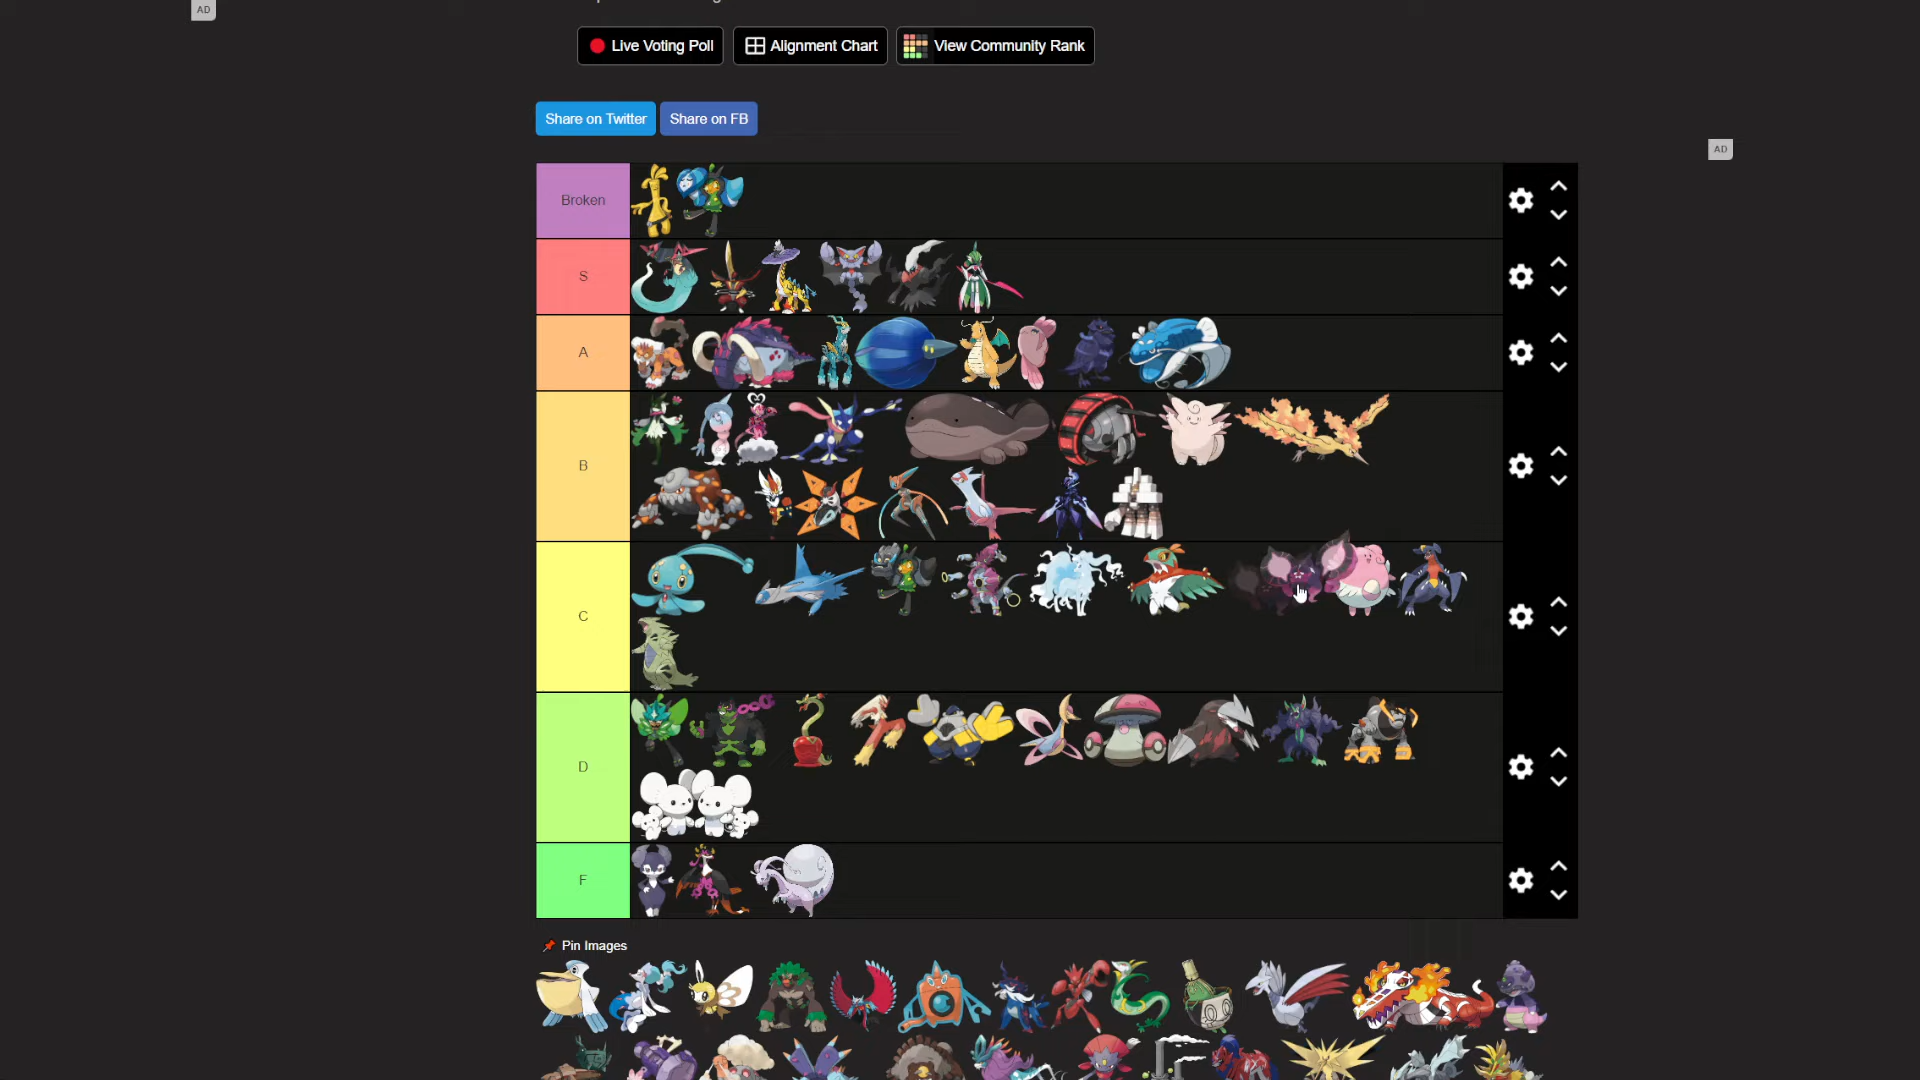 AD
Live Voting Poll
Alignment Chart
View Community Rank
Share on Twitter
Share on FB
AD
Broken
S
A
B
C
D
F
Pin Images